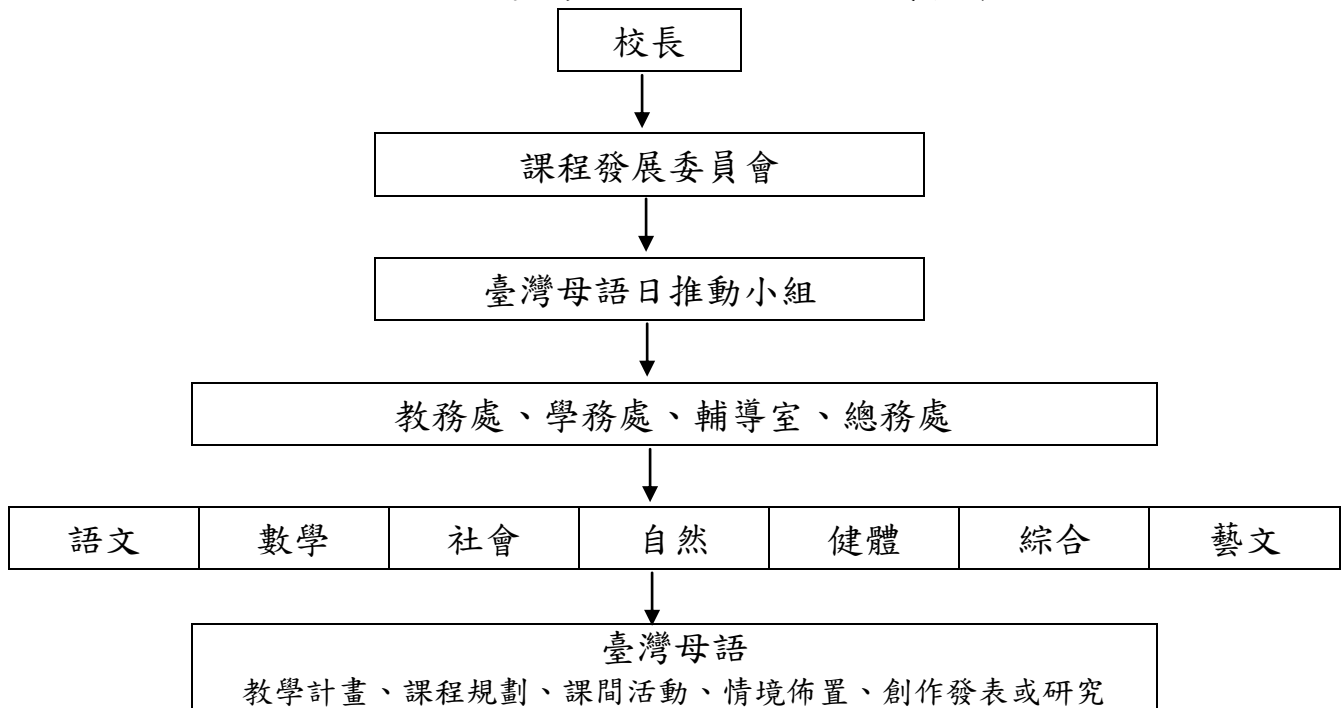 校長
課程發展委員會
臺灣母語日推動小組
教務處、學務處、輔導室、總務處
語文 數學 社會 自然 健體 綜合 藝文
臺灣母語
教學計畫、課程規劃、課間活動、情境佈置、創作發表或研究